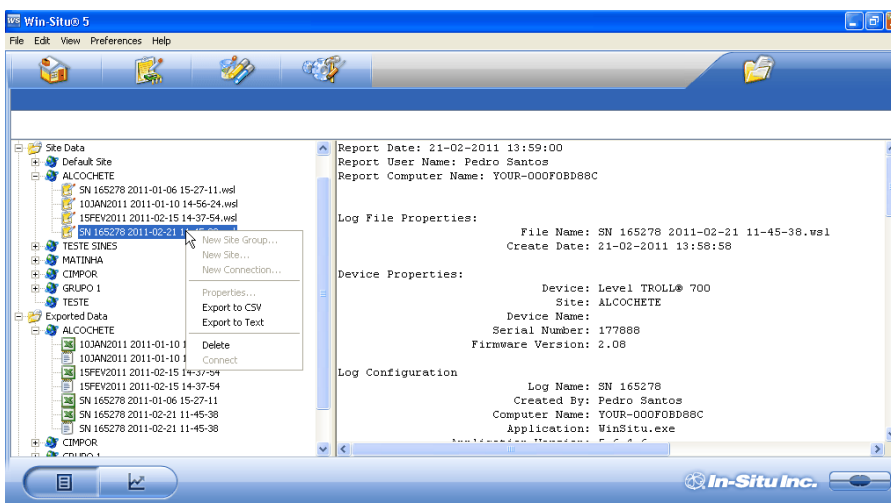 Win-Situ® 5
File Edit View Preferences Help
Site Data
Default Site
ALCOCHETE
SN 165278 2011-01-06 15-27-11.wsl
10JAN2011 2011-01-10 14-56-24.wsl
15FEV2011 2011-02-15 14-37-54.wsl
SN 165278 2011-02-21
TESTE SINES
MATINHA
CIMPOR
GRUPO 1
TESTE
Exported Data
ALCOCHETE
10JAN2011 2011-01-10 1
10JAN2011 2011-01-10 1
15FEV2011 2011-02-15 14-37-54
15FEV2011 2011-02-15 14-37-54
SN 165278 2011-01-06 15-27-11
SN 165278 2011-02-21 11-45-38
SN 165278 2011-02-21 11-45-38
CIMPOR
GRUPO 1
New Site Group...
New Site...
New Connection...
Properties...
Export to CSV
Export to Text
Delete
Connect
Report Date: 21-02-2011 13:59:00
Report User Name: Pedro Santos
Report Computer Name: YOUR-000F0BD88C
Log File Properties:
File Name: SN 165278 2011-02-21 11-45-38.wsl
Create Date: 21-02-2011 13:58:58
Device Properties:
Device: Level TROLL® 700
Site: ALCOCHETE
Device Name:
Serial Number: 177888
Firmware Version: 2.08
Log Configuration
Log Name: SN 165278
Created By: Pedro Santos
Computer Name: YOUR-000F0BD88C
Application: WinSitu.exe
In-Situ Inc.